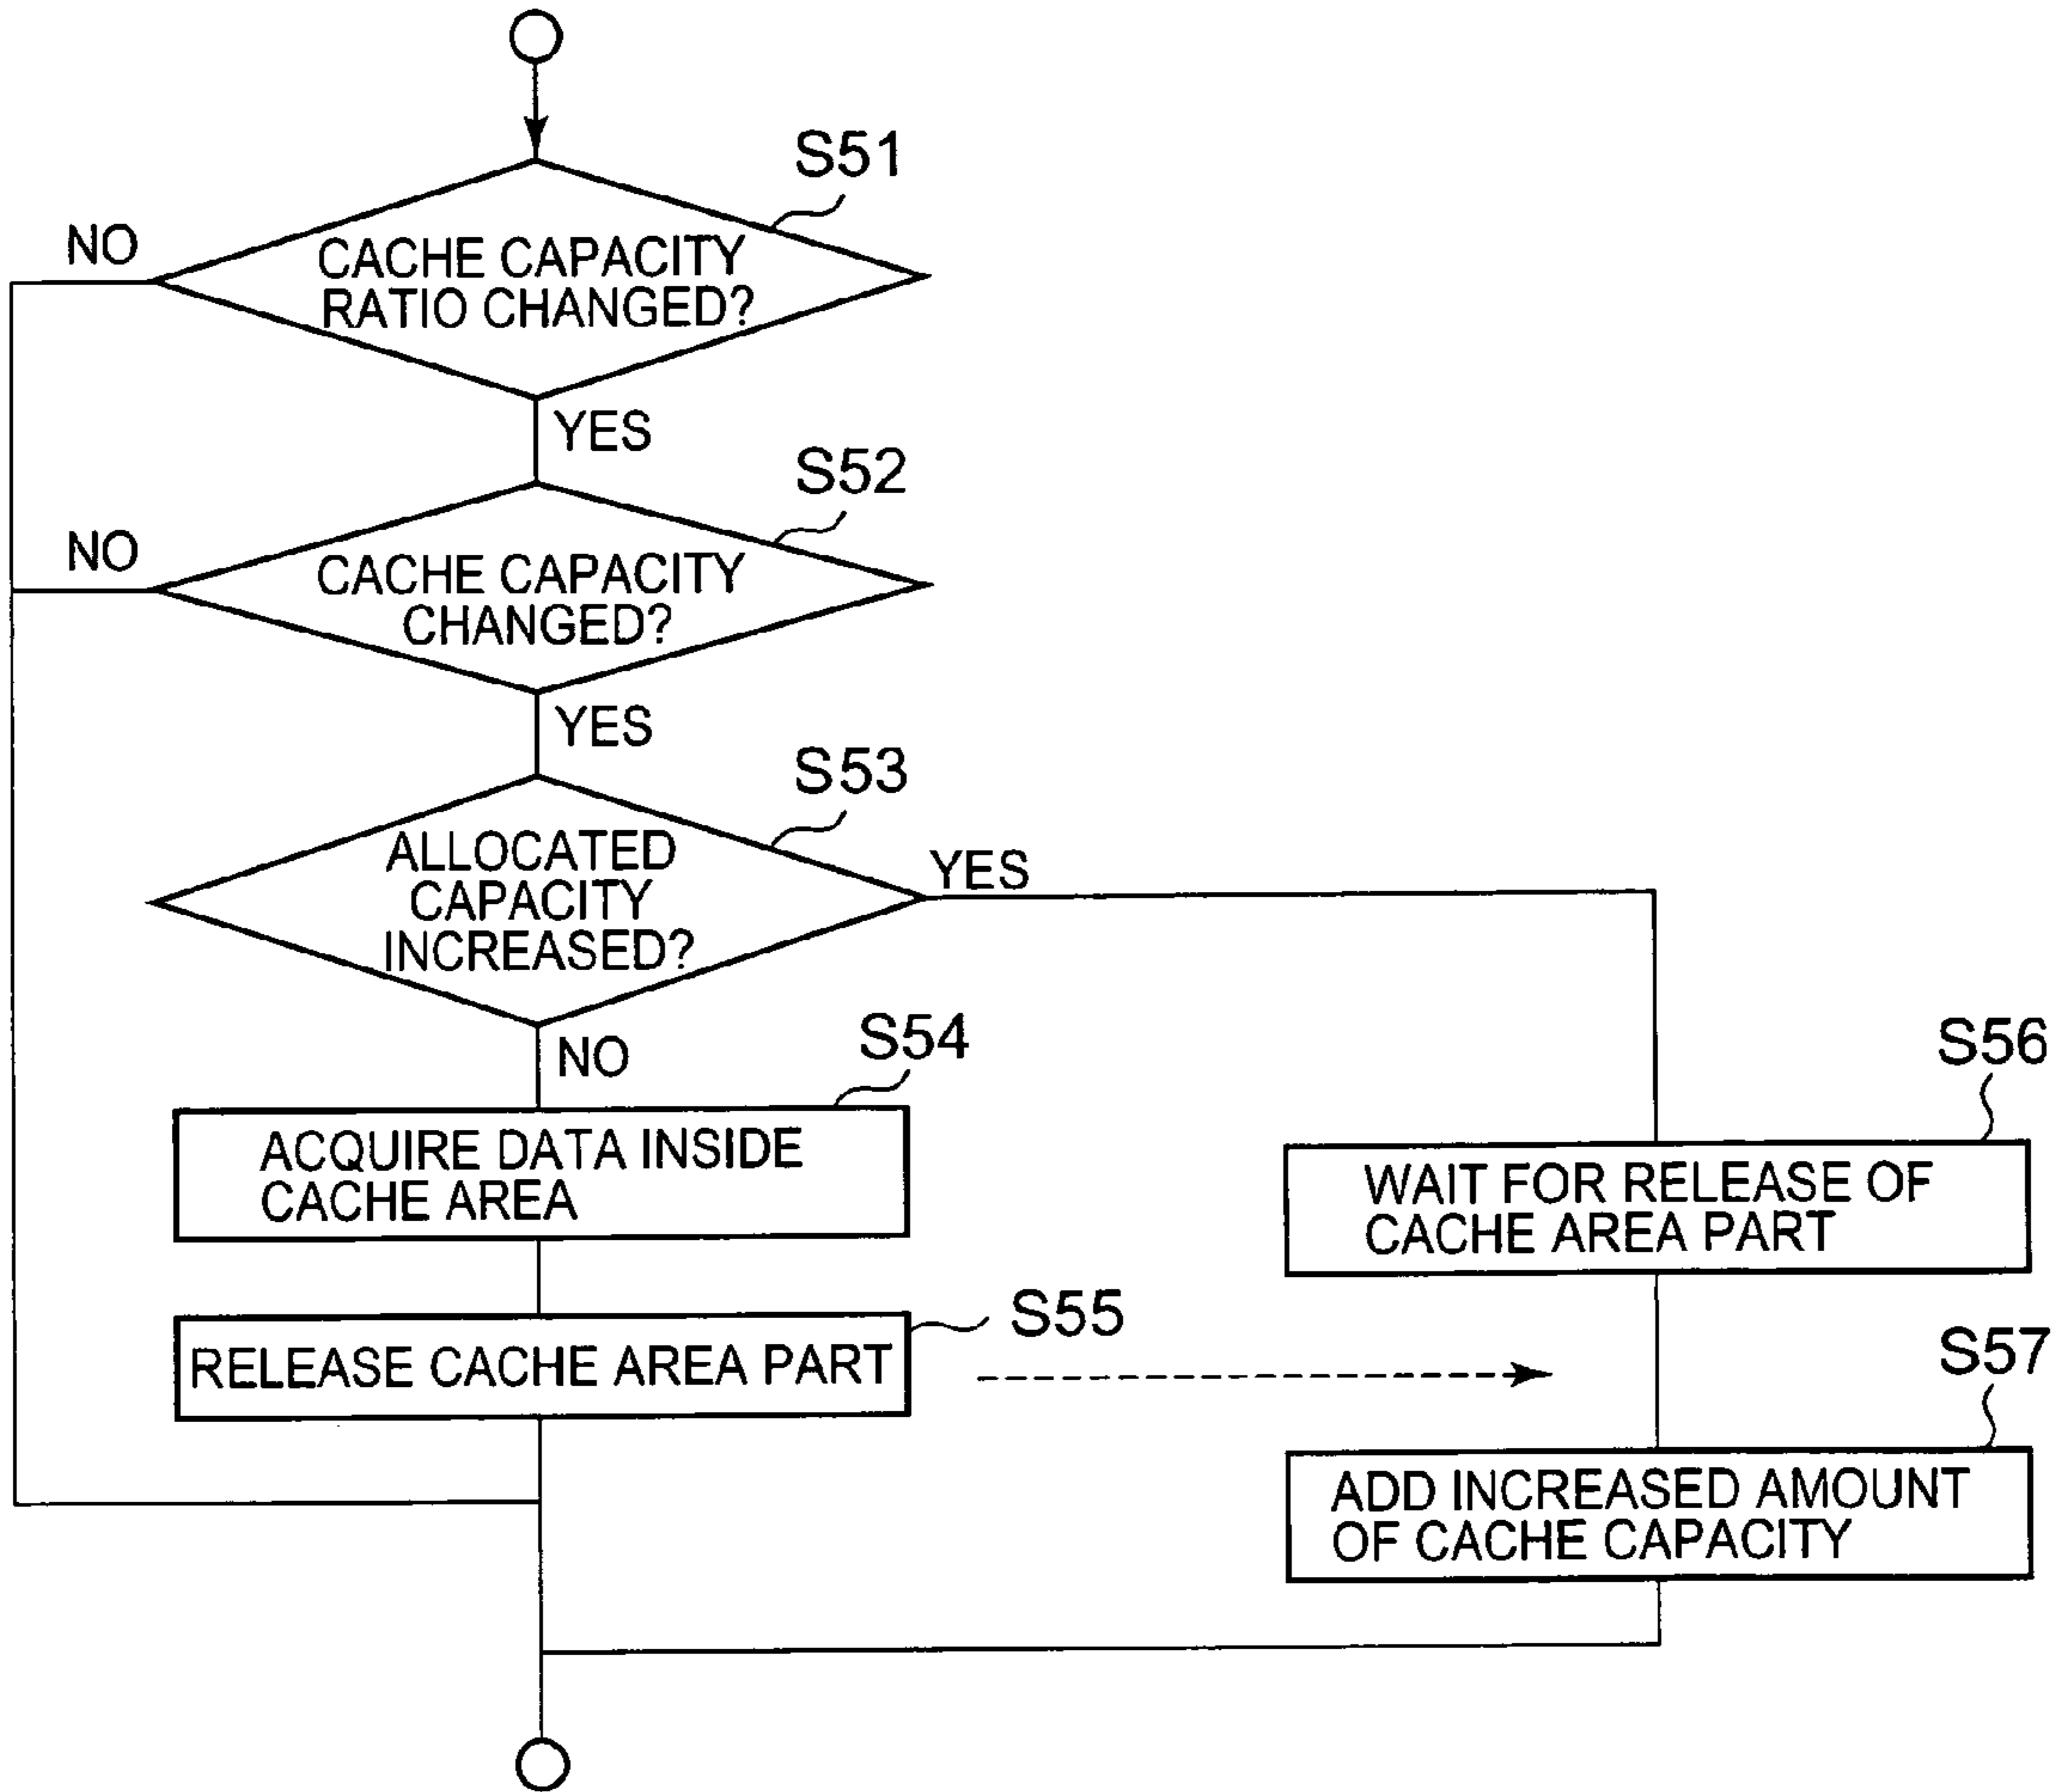 S51
NO
CACHE CAPACITY
RATIO CHANGED?
YES
S52
NO
CACHE CAPACITY
CHANGED?
YES
S53
ALLOCATED
CAPACITY
INCREASED?
YES
NO
S54
ACQUIRE DATA INSIDE
CACHE AREA
S56
WAIT FOR RELEASE OF
CACHE AREA PART
S55
RELEASE CACHE AREA PART
S57
ADD INCREASED AMOUNT
OF CACHE CAPACITY